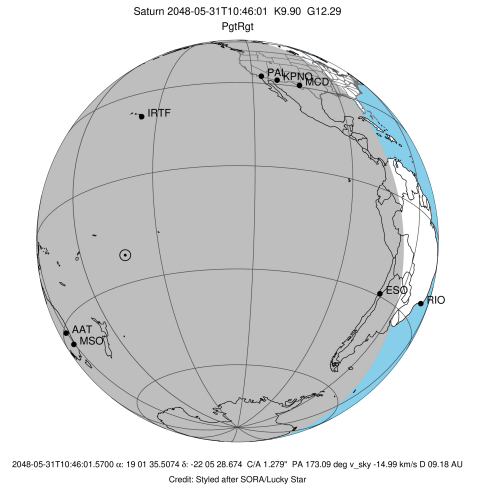 Saturn 2048-05-31T10:46:01 K9.90 G12.29
PgtRgt
PAL
KPNO
MCD
IRTF
ESO
RIO
AAT
MSO
2048-05-31T10:46:01.5700 α: 19 01 35.5074 δ: -22 05 28.674 C/A 1.279" PA 173.09 deg v_sky -14.99 km/s D 09.18 AU
Credit: Styled after SORA/Lucky Star